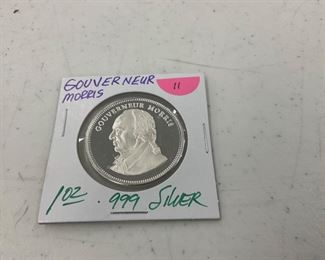 GOUVERNEUR
MORRIS
11
GOUVERNEUR MORRIS
1OZ .999 SILVER